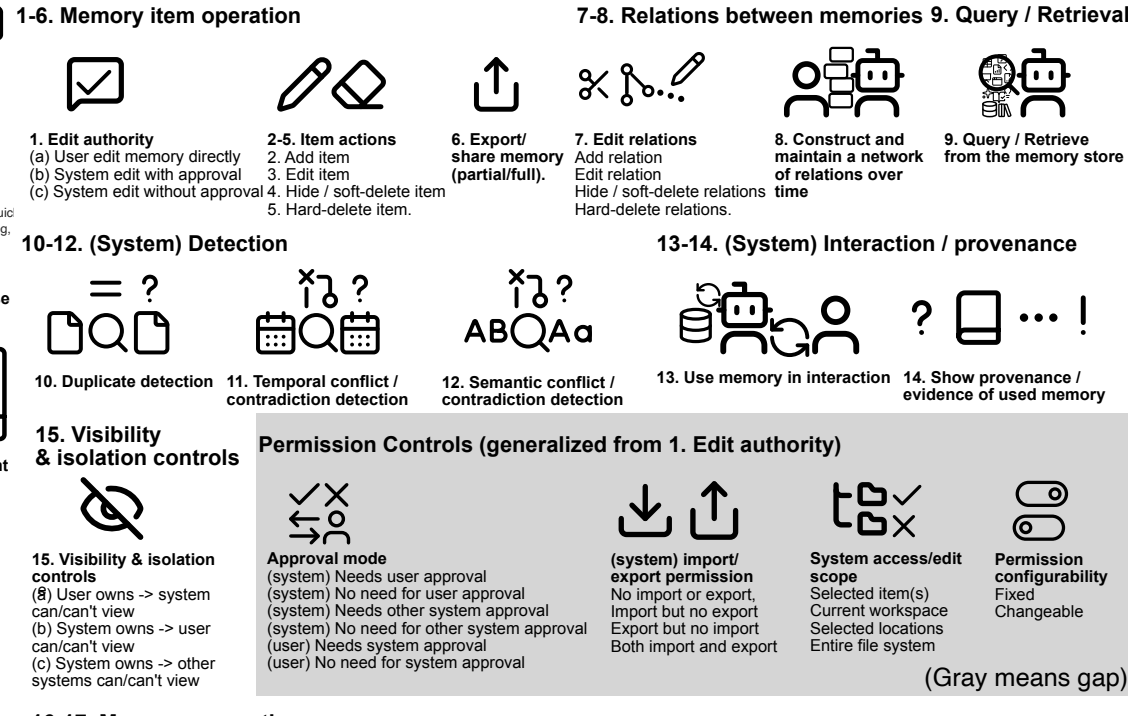 1-6. Memory item operation
7-8. Relations between memories
9. Query / Retrieval
1. Edit authority
(a) User edit memory directly
(b) System edit with approval
(c) System edit without approval
2-5. Item actions
2. Add item
3. Edit item
4. Hide / soft-delete item
5. Hard-delete item.
6. Export/
share memory
(partial/full).
7. Edit relations
Add relation
Edit relation
Hide / soft-delete relations
Hard-delete relations.
8. Construct and
maintain a network
of relations over
time
9. Query / Retrieve
from the memory store
10-12. (System) Detection
= ?
?
?
ABQAa
10. Duplicate detection
11. Temporal conflict /
contradiction detection
12. Semantic conflict /
contradiction detection
13-14. (System) Interaction / provenance
? ... !
13. Use memory in interaction
14. Show provenance /
evidence of used memory
15. Visibility
& isolation controls
15. Visibility & isolation
controls
(a) User owns -> system
can/can't view
(b) System owns -> user
can/can't view
(c) System owns -> other
systems can/can't view
Permission Controls (generalized from 1. Edit authority)
Approval mode
(system) Needs user approval
(system) No need for user approval
(system) Needs other system approval
(system) No need for other system approval
(user) Needs system approval
(user) No need for system approval
(system) import/
export permission
No import or export,
Import but no export
Export but no import
Both import and export
System access/edit
scope
Selected item(s)
Current workspace
Selected locations
Entire file system
Permission
configurability
Fixed
Changeable
(Gray means gap)